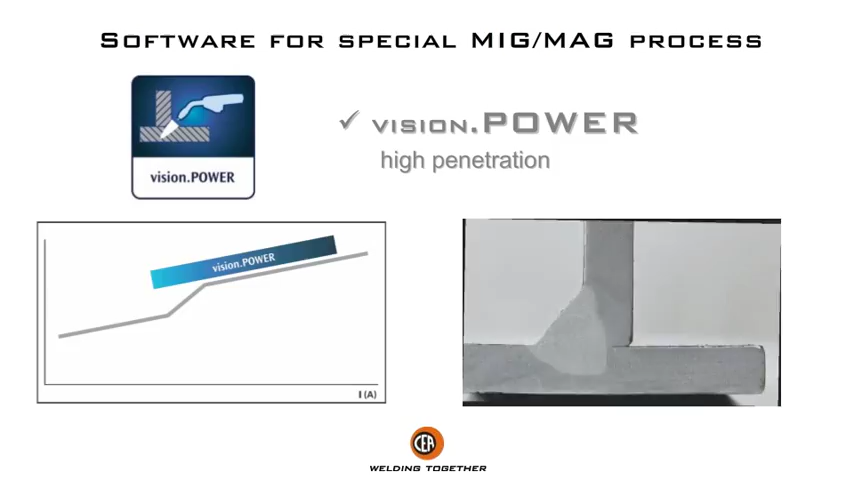 SOFTWARE FOR SPECIAL MIG/MAG PROCESS
vision.POWER
✓ VISION.POWER
high penetration
vision.POWER
I (A)
CEA
WELDING TOGETHER